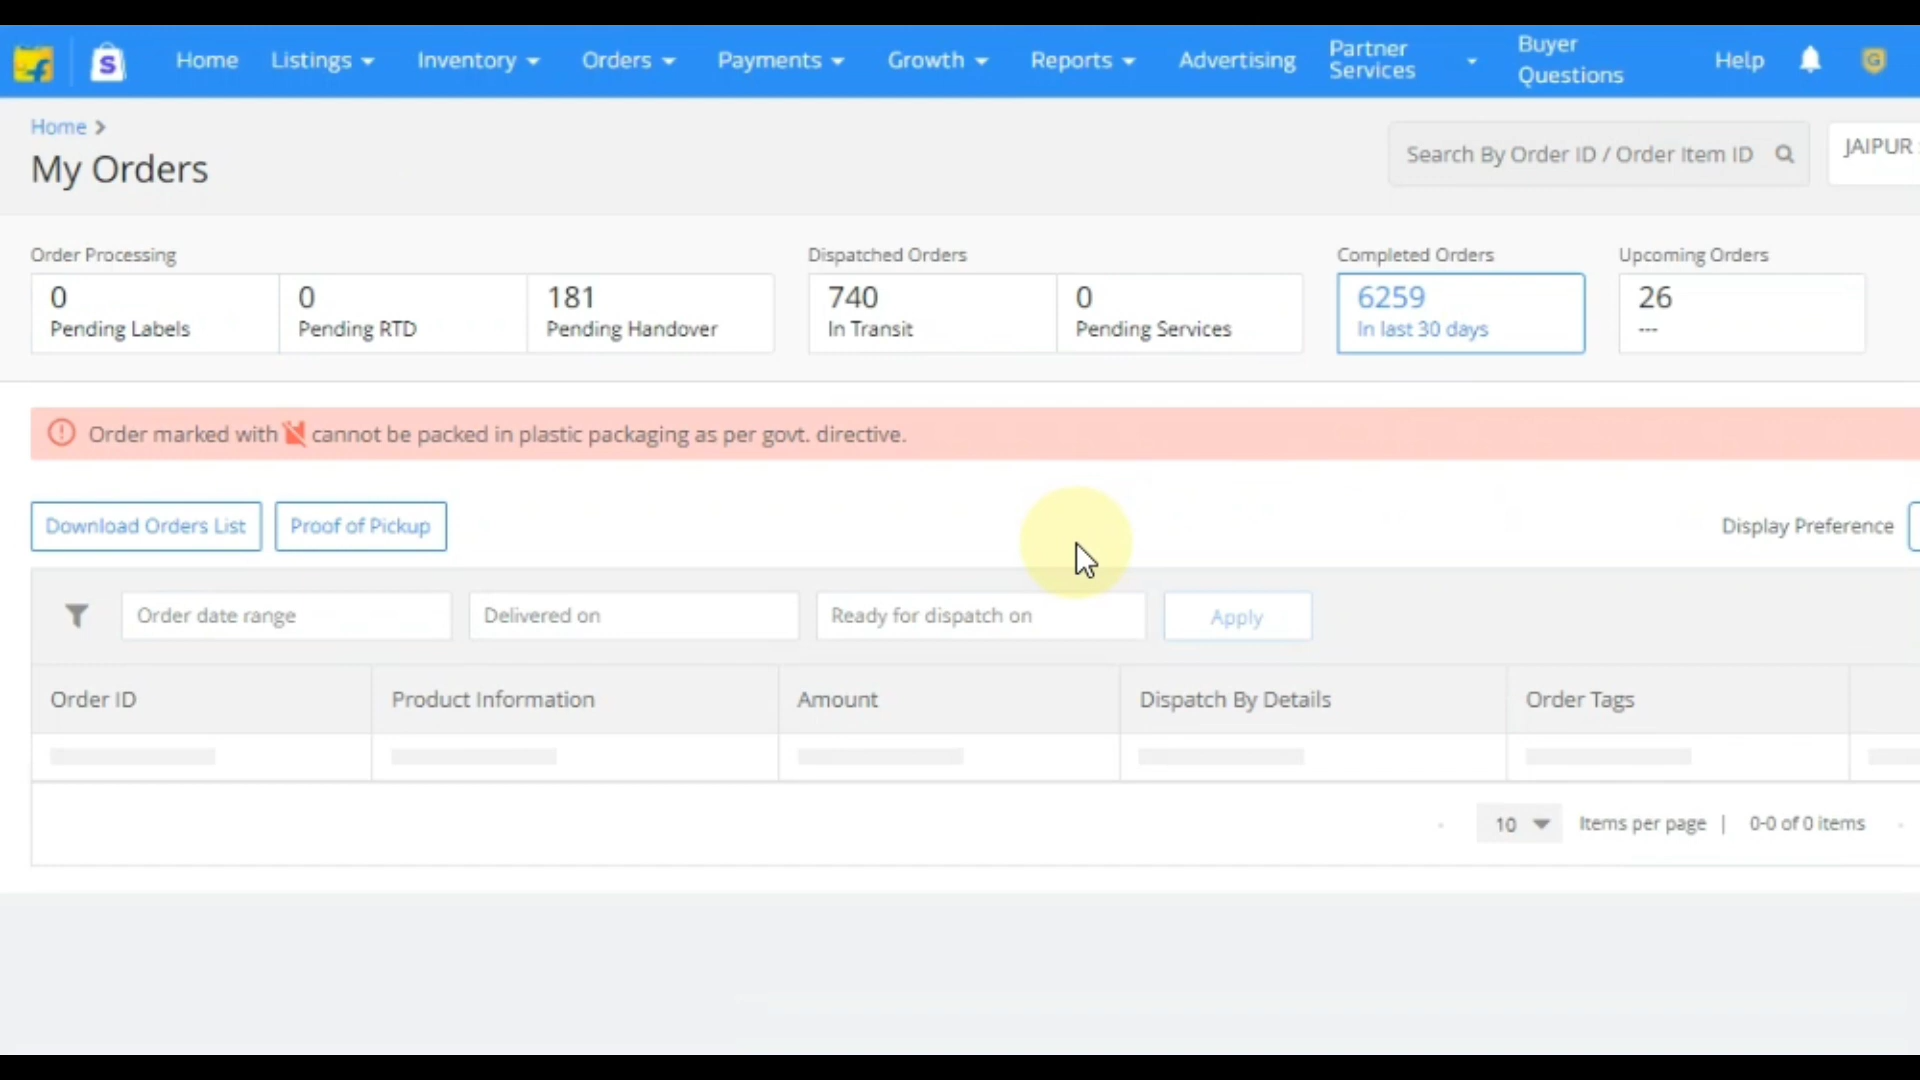 Home Listings Inventory Orders Payments Growth Reports Advertising Partner Services Buyer Questions Help
Home
My Orders
Search By Order ID / Order Item ID
JAIPUR
Order Processing
0
Pending Labels
0
Pending RTD
181
Pending Handover
Dispatched Orders
740
In Transit
0
Pending Services
Completed Orders
6259
In last 30 days
Upcoming Orders
26
---
Order marked with cannot be packed in plastic packaging as per govt. directive.
Download Orders List
Proof of Pickup
Display Preference
Order date range
Delivered on
Ready for dispatch on
Apply
Order ID Product Information Amount Dispatch By Details Order Tags
10 Items per page | 0-0 of 0 items